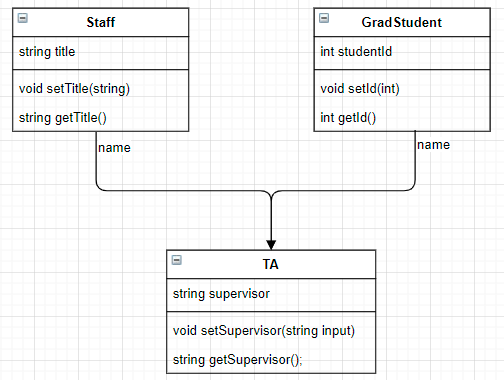 Staff
string title
void setTitle(string)
string getTitle()
name
GradStudent
int studentId
void setId(int)
int getId()
name
TA
string supervisor
void setSupervisor(string input)
string getSupervisor();